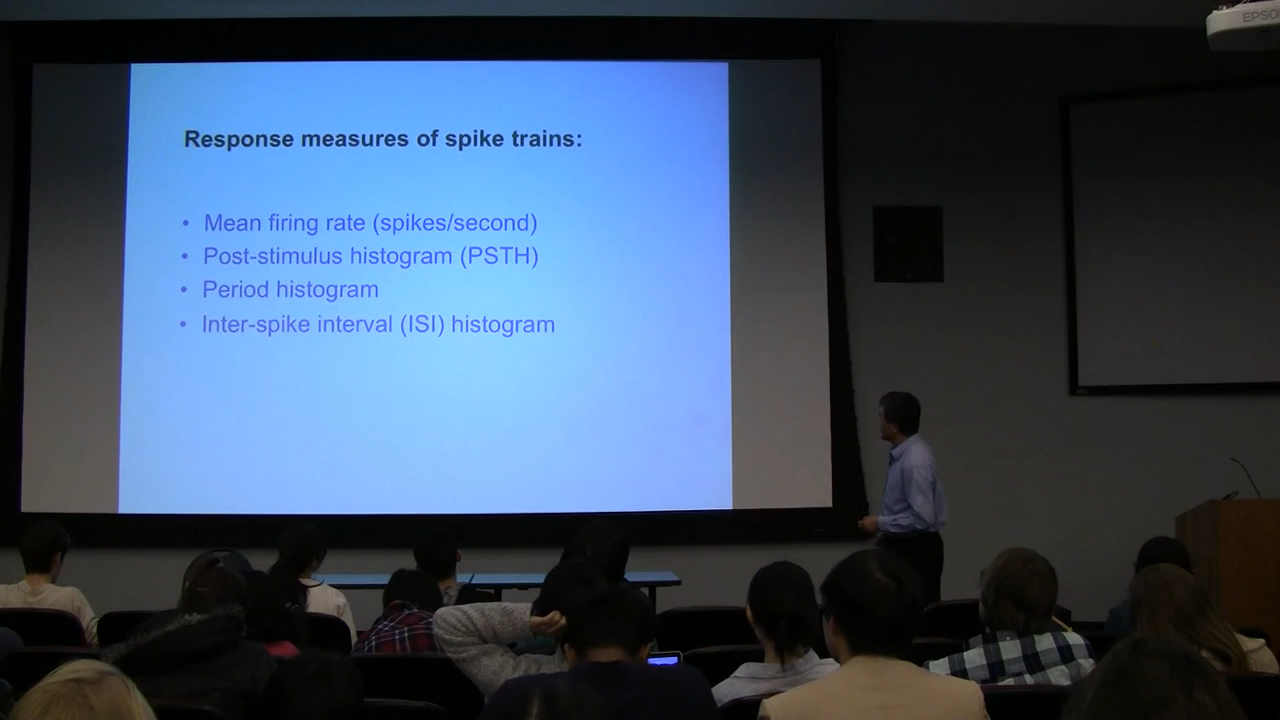 EPSON
Response measures of spike trains:
• Mean firing rate (spikes/second)
• Post-stimulus histogram (PSTH)
• Period histogram
• Inter-spike interval (ISI) histogram